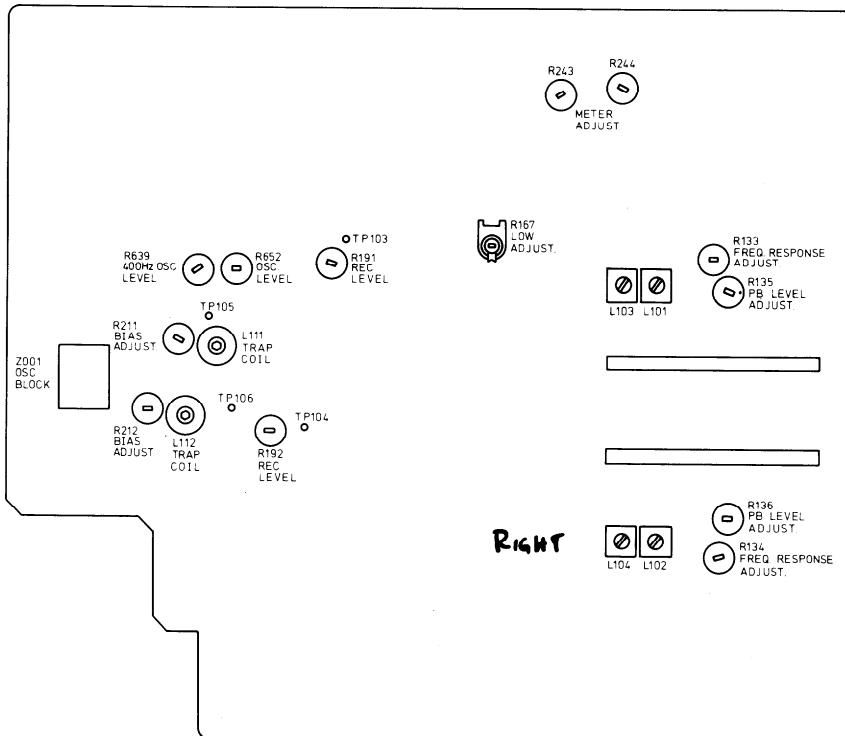 R243
R244
METER
ADJUST
R167
LOW
ADJUST.
TP103
R639
400Hz OSC
LEVEL
R652
OSC.
LEVEL
R191
REC
LEVEL
R133
FREQ. RESPONSE
ADJUST.
R135
PB LEVEL
ADJUST.
L103
L101
TP105
R211
BIAS
ADJUST
L111
TRAP
COIL
Z001
OSC
BLOCK
TP106
TP104
R212
BIAS
ADJUST
L112
TRAP
COIL
R192
REC
LEVEL
R136
PB LEVEL
ADJUST.
RIGHT
L104
L102
R134
FREQ. RESPONSE
ADJUST.